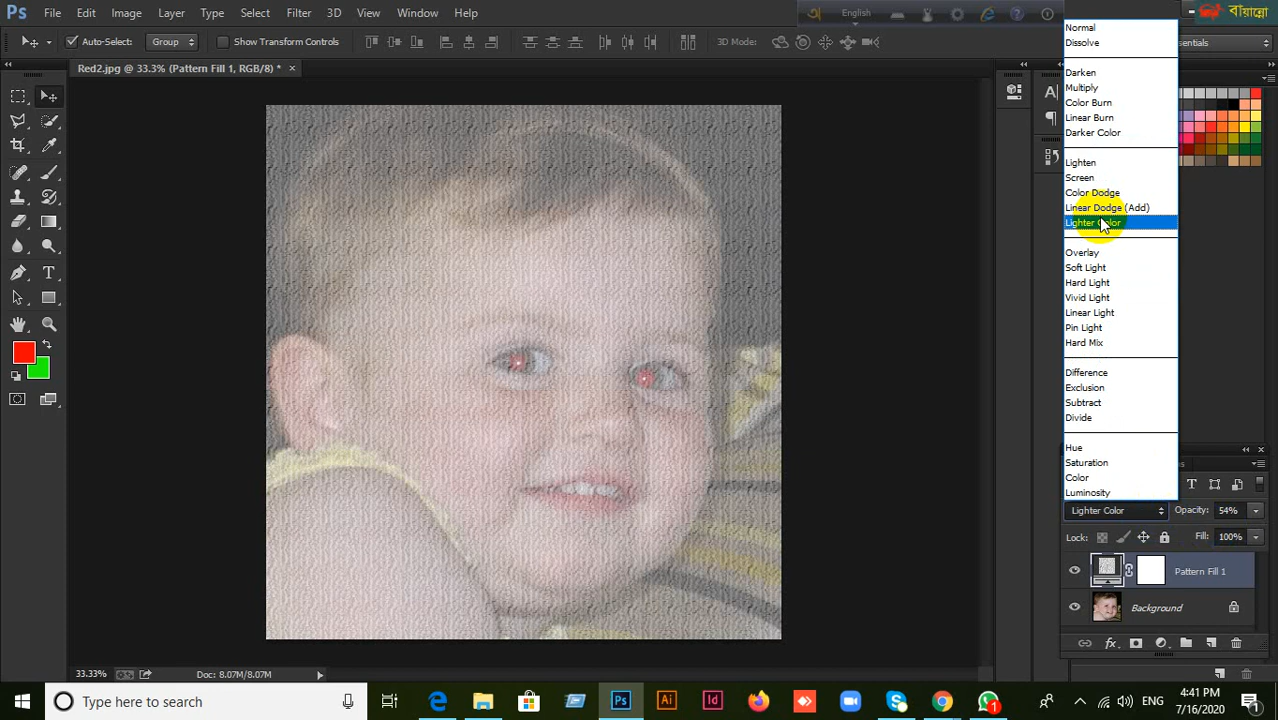 Ps File Edit Image Layer Type Select Filter 3D View Window Help
English
বায়ান্নো
Auto-Select: Group Show Transform Controls 3D Mode:
Red2.jpg @ 33.3% (Pattern Fill 1, RGB/8) * ×
Normal
Dissolve
Darken
Multiply
Color Burn
Linear Burn
Darker Color
Lighten
Screen
Color Dodge
Linear Dodge (Add)
Lighter Color
Overlay
Soft Light
Hard Light
Vivid Light
Linear Light
Pin Light
Hard Mix
Difference
Exclusion
Subtract
Divide
Hue
Saturation
Color
Luminosity
Lighter Color Opacity: 54%
Lock: Fill: 100%
Pattern Fill 1
Background
33.33% Doc: 8.07M/8.07M
Type here to search
Ps Ai Id
ENG
4:41 PM
7/16/2020